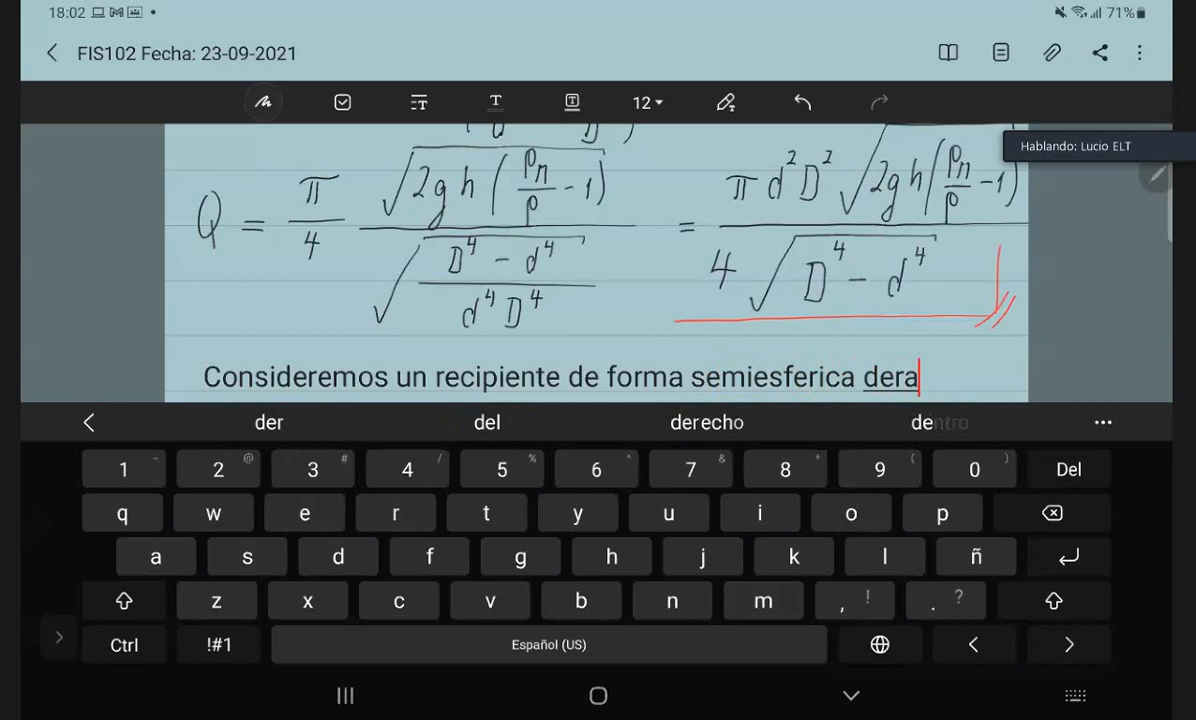 18:02 71%
FIS102 Fecha: 23-09-2021
T T T 12
Hablando: Lucio ELT
Q = π/4 √(2gh(ρm/ρ - 1)) / √((D⁴ - d⁴)/(d⁴D⁴)) = πd²D²√(2gh(ρm/ρ - 1)) / 4√(D⁴ - d⁴)
Consideremos un recipiente de forma semiesferica dera
der del derecho dentro
1 - 2 @ 3 # 4 / 5 % 6 ^ 7 & 8 * 9 ( 0 ) Del
q w e r t y u i o p
a s d f g h j k l ñ
z x c v b n m , ! . ?
Ctrl !#1 Español (US)